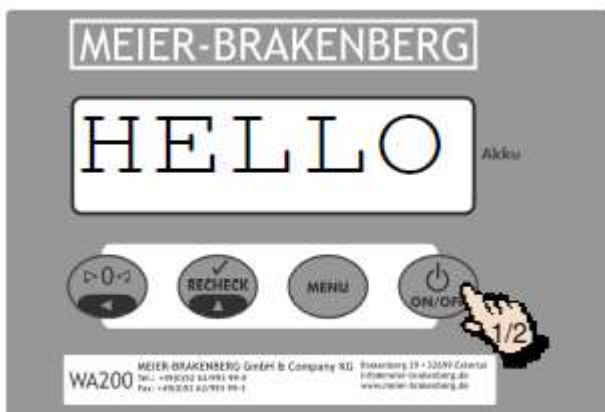 MEIER-BRAKENBERG
HELLO
Akku
▷0◁ ✓ RECHECK MENU ON/OFF
1/2
WA200
MEIER-BRAKENBERG GmbH & Company KG